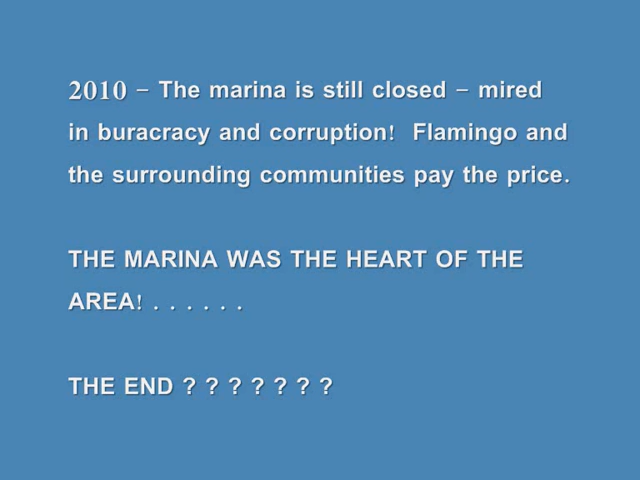 2010 – The marina is still closed – mired
in buracracy and corruption!  Flamingo and
the surrounding communities pay the price.
THE MARINA WAS THE HEART OF THE
AREA! . . . . . .
THE END ? ? ? ? ? ? ?